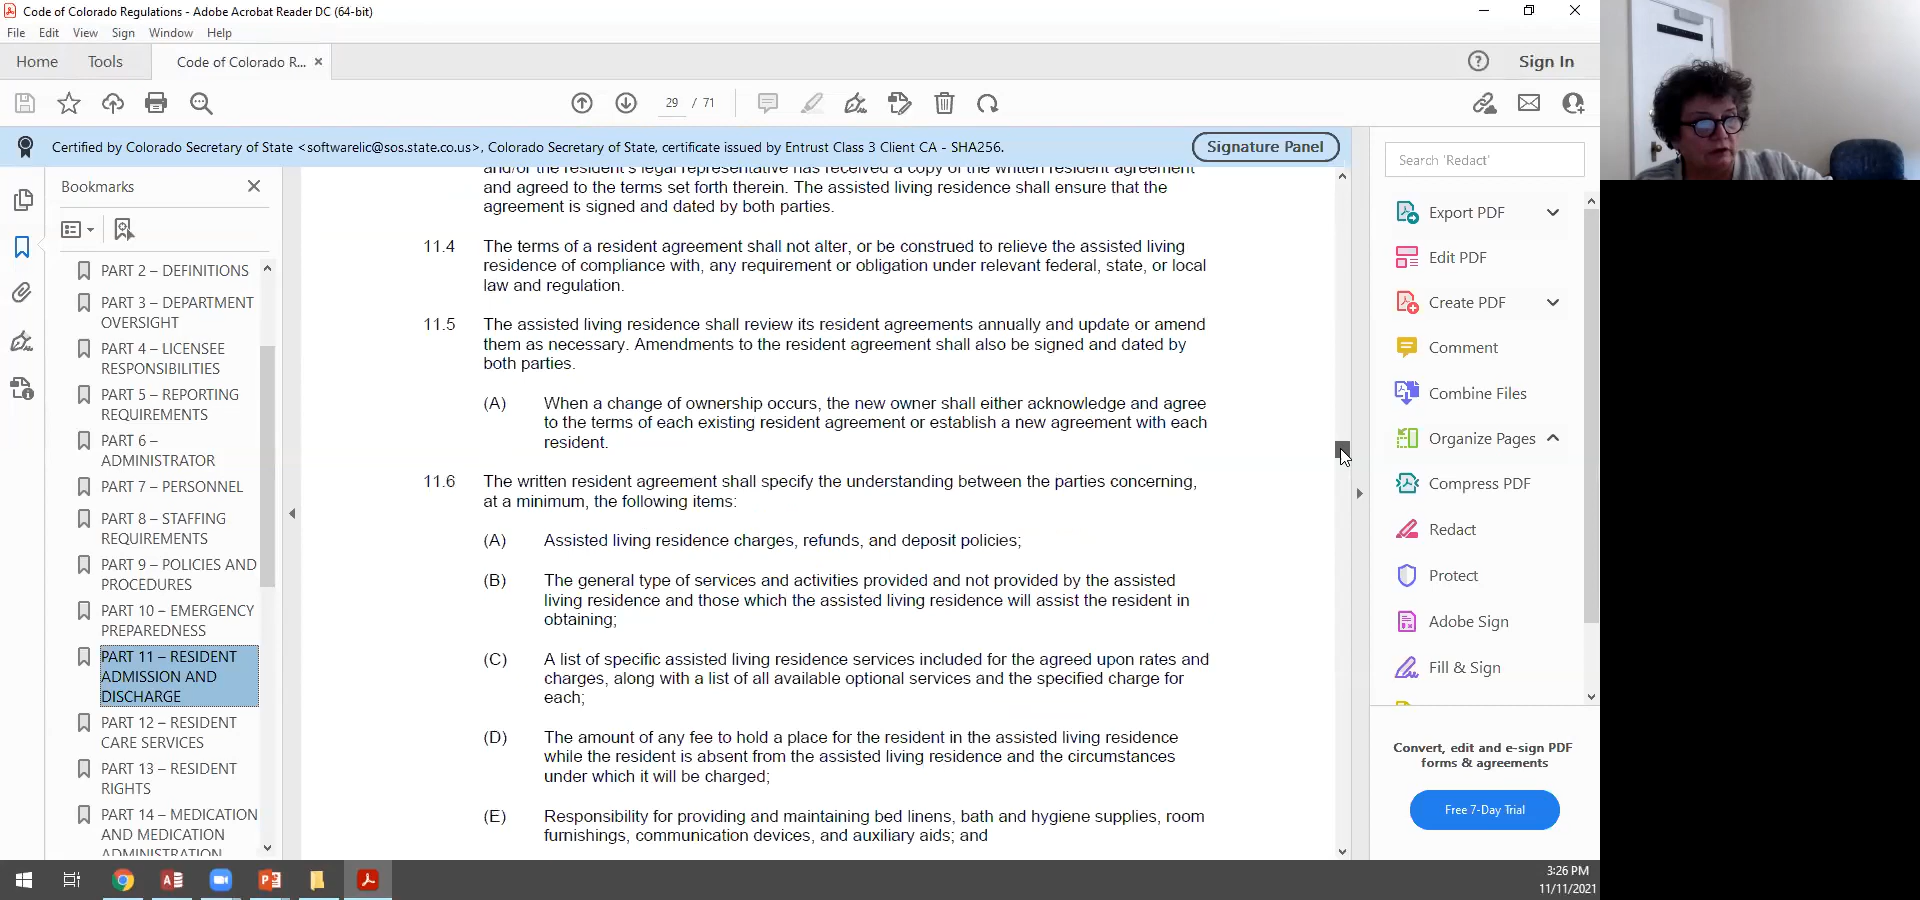 Code of Colorado Regulations - Adobe Acrobat Reader DC (64-bit)
File Edit View Sign Window Help
Home Tools Code of Colorado R... × Sign In
29 / 71
Certified by Colorado Secretary of State <softwarelic@sos.state.co.us>, Colorado Secretary of State, certificate issued by Entrust Class 3 Client CA - SHA256.
Signature Panel
Bookmarks
PART 2 – DEFINITIONS
PART 3 – DEPARTMENT
OVERSIGHT
PART 4 – LICENSEE
RESPONSIBILITIES
PART 5 – REPORTING
REQUIREMENTS
PART 6 –
ADMINISTRATOR
PART 7 – PERSONNEL
PART 8 – STAFFING
REQUIREMENTS
PART 9 – POLICIES AND
PROCEDURES
PART 10 – EMERGENCY
PREPAREDNESS
PART 11 – RESIDENT
ADMISSION AND
DISCHARGE
PART 12 – RESIDENT
CARE SERVICES
PART 13 – RESIDENT
RIGHTS
PART 14 – MEDICATION
AND MEDICATION
ADMINISTRATION
and/or the resident's legal representative has received a copy of the written resident agreement
and agreed to the terms set forth therein. The assisted living residence shall ensure that the
agreement is signed and dated by both parties.
11.4 The terms of a resident agreement shall not alter, or be construed to relieve the assisted living
residence of compliance with, any requirement or obligation under relevant federal, state, or local
law and regulation.
11.5 The assisted living residence shall review its resident agreements annually and update or amend
them as necessary. Amendments to the resident agreement shall also be signed and dated by
both parties.
(A) When a change of ownership occurs, the new owner shall either acknowledge and agree
to the terms of each existing resident agreement or establish a new agreement with each
resident.
11.6 The written resident agreement shall specify the understanding between the parties concerning,
at a minimum, the following items:
(A) Assisted living residence charges, refunds, and deposit policies;
(B) The general type of services and activities provided and not provided by the assisted
living residence and those which the assisted living residence will assist the resident in
obtaining;
(C) A list of specific assisted living residence services included for the agreed upon rates and
charges, along with a list of all available optional services and the specified charge for
each;
(D) The amount of any fee to hold a place for the resident in the assisted living residence
while the resident is absent from the assisted living residence and the circumstances
under which it will be charged;
(E) Responsibility for providing and maintaining bed linens, bath and hygiene supplies, room
furnishings, communication devices, and auxiliary aids; and
Search 'Redact'
Export PDF
Edit PDF
Create PDF
Comment
Combine Files
Organize Pages
Compress PDF
Redact
Protect
Adobe Sign
Fill & Sign
Convert, edit and e-sign PDF
forms & agreements
Free 7-Day Trial
3:26 PM
11/11/2021